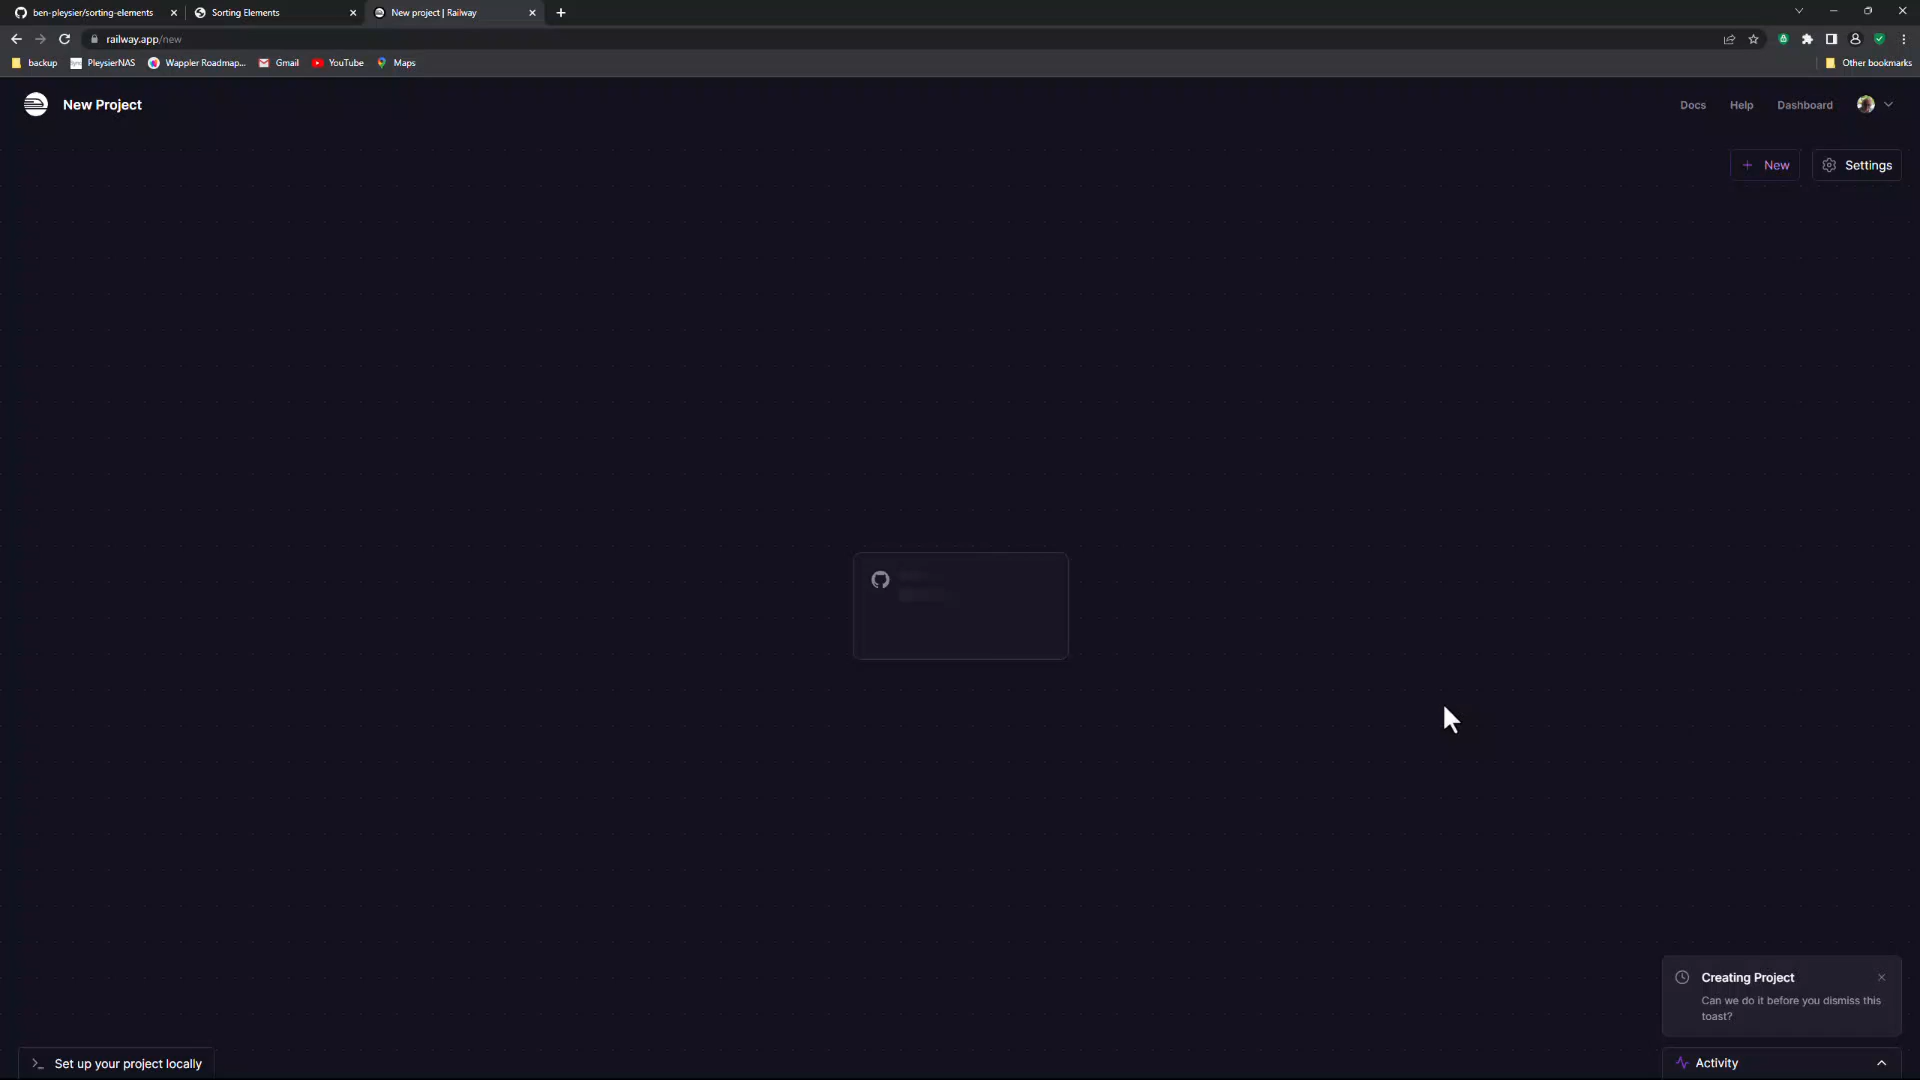 ben-pleysier/sorting-elements
Sorting Elements
New project | Railway
railway.app/new
backup
PleysierNAS
Wappler Roadmap...
Gmail
YouTube
Maps
Other bookmarks
New Project
Docs
Help
Dashboard
New
Settings
Creating Project
Can we do it before you dismiss this
toast?
Set up your project locally
Activity